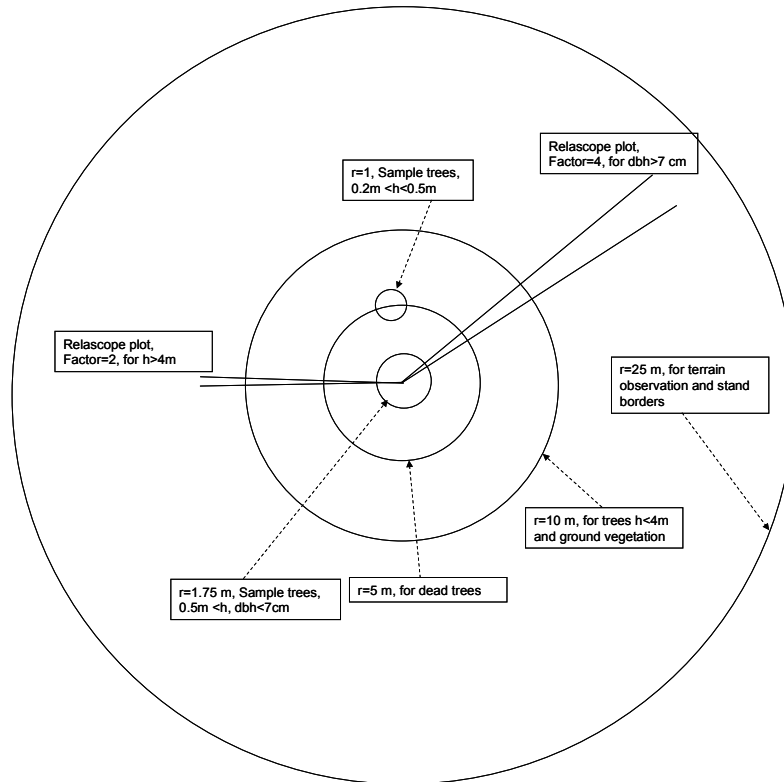 Relascope plot,
Factor=4, for dbh>7 cm
r=1, Sample trees,
0.2m <h<0.5m
Relascope plot,
Factor=2, for h>4m
r=25 m, for terrain
observation and stand
borders
r=10 m, for trees h<4m
and ground vegetation
r=1.75 m, Sample trees,
0.5m <h, dbh<7cm
r=5 m, for dead trees